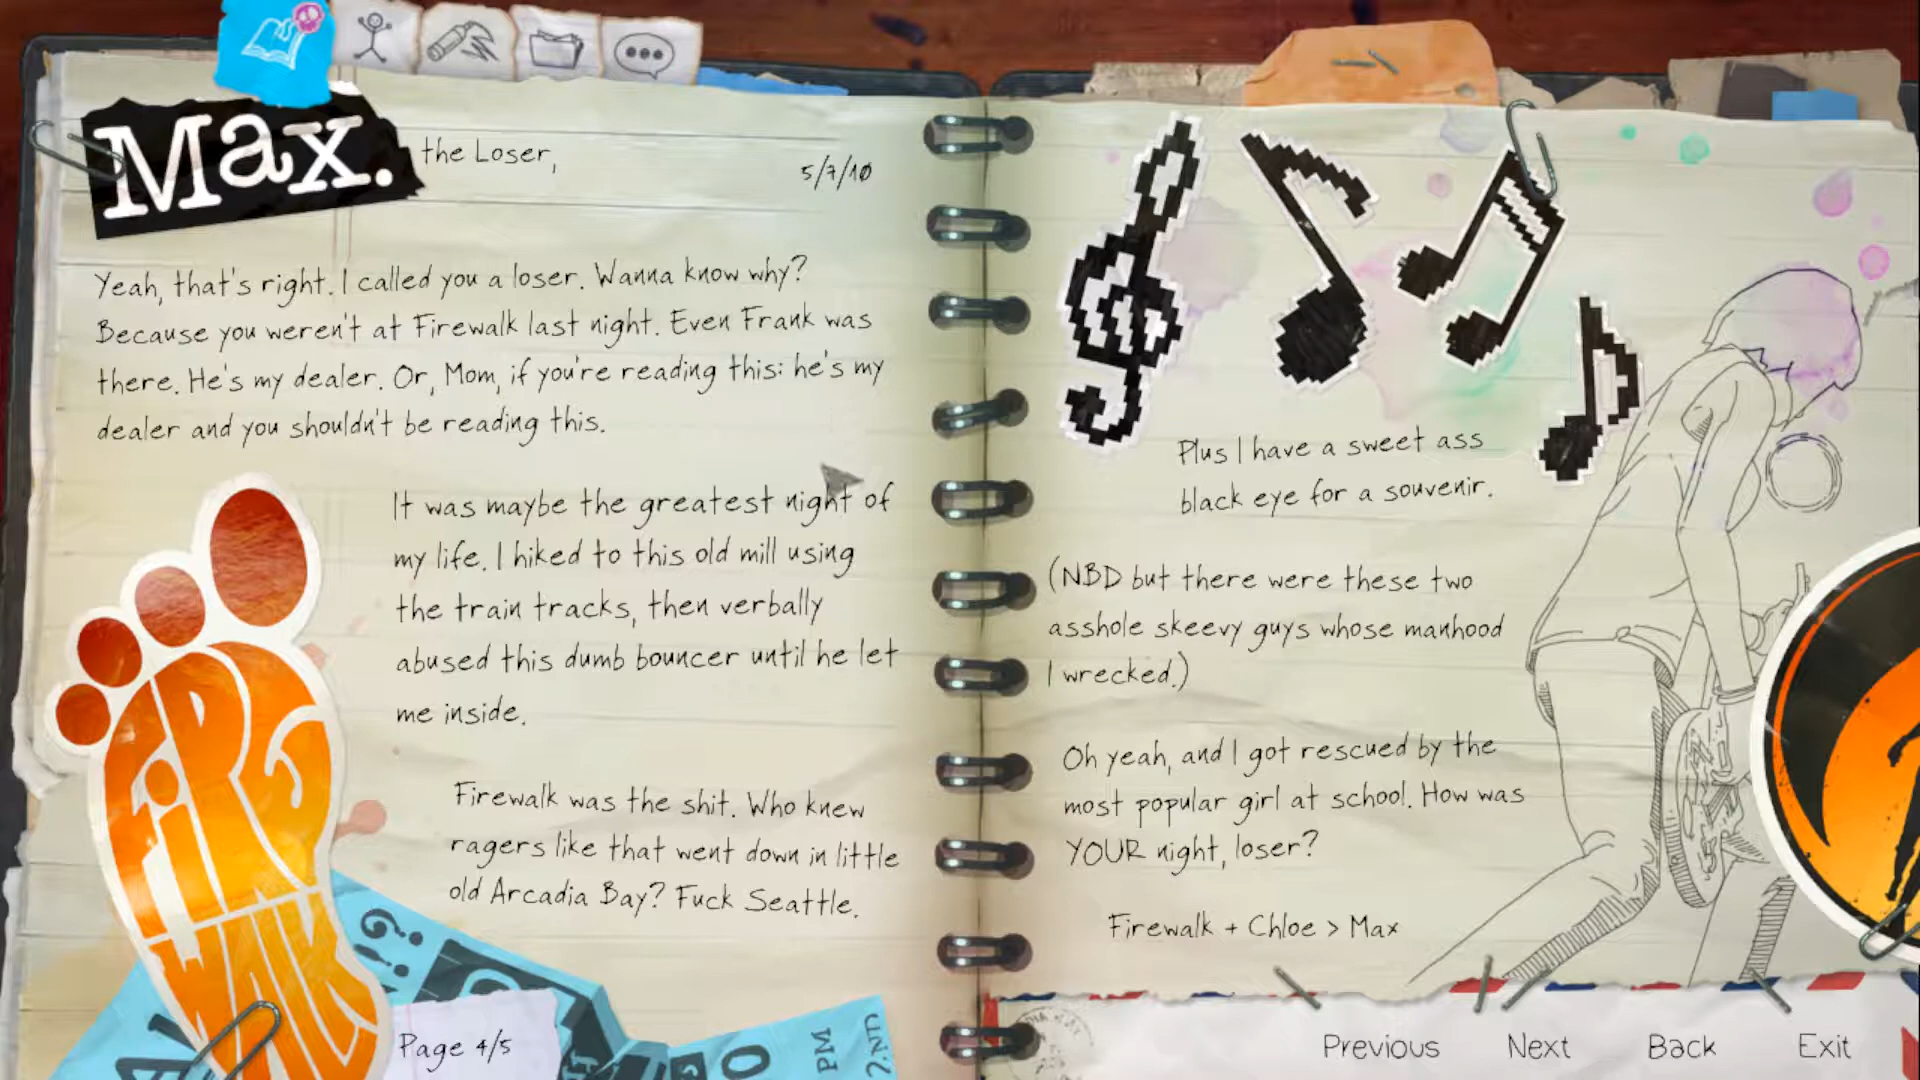 Max.
the Loser,
5/7/10
Yeah, that's right. I called you a loser. Wanna know why?
Because you weren't at Firewalk last night. Even Frank was
there. He's my dealer. Or, Mom, if you're reading this: he's my
dealer and you shouldn't be reading this.
It was maybe the greatest night of
my life. I hiked to this old mill using
the train tracks, then verbally
abused this dumb bouncer until he let
me inside.
Firewalk was the shit. Who knew
ragers like that went down in little
old Arcadia Bay? Fuck Seattle.
FIRE
WALK
PM
Page 4/5
Plus I have a sweet ass
black eye for a souvenir.
(NBD but there were these two
asshole skeevy guys whose manhood
I wrecked.)
Oh yeah, and I got rescued by the
most popular girl at school. How was
YOUR night, loser?
Firewalk + Chloe > Max
Previous
Next
Back
Exit